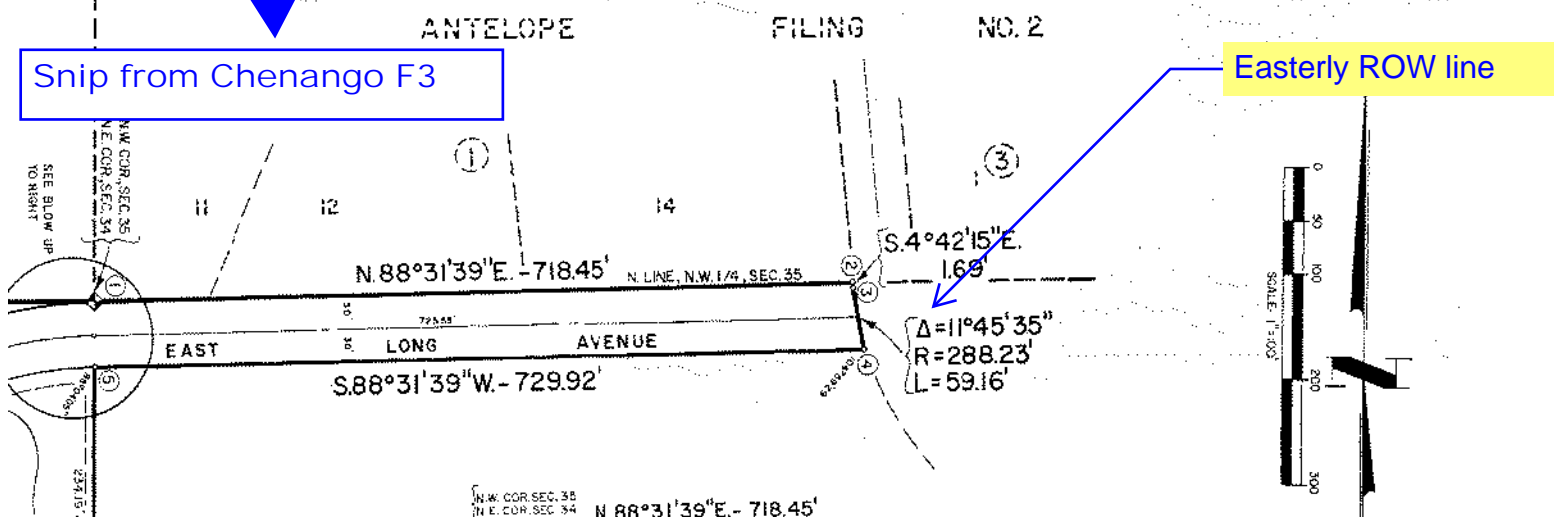 ANTELOPE FILING NO. 2
Snip from Chenango F3
Easterly ROW line
N.W. COR., SEC. 35
N.E. COR., SEC. 34
SEE BLOW UP
TO RIGHT
1
3
1
11
12
14
S.4°42'15"E.
1.69'
N.88°31'39"E.-718.45'
N. LINE, N.W. 1/4, SEC. 35
1
2
3
30'
30'
EAST LONG AVENUE
Δ=11°45'35"
R=288.23'
L=59.16'
4
5
S.88°31'39"W.-729.92'
0
50
100
200
300
SCALE - 1"=100'
N.W. COR. SEC. 35
N.E. COR. SEC. 34
N.88°31'39"E.- 718.45'